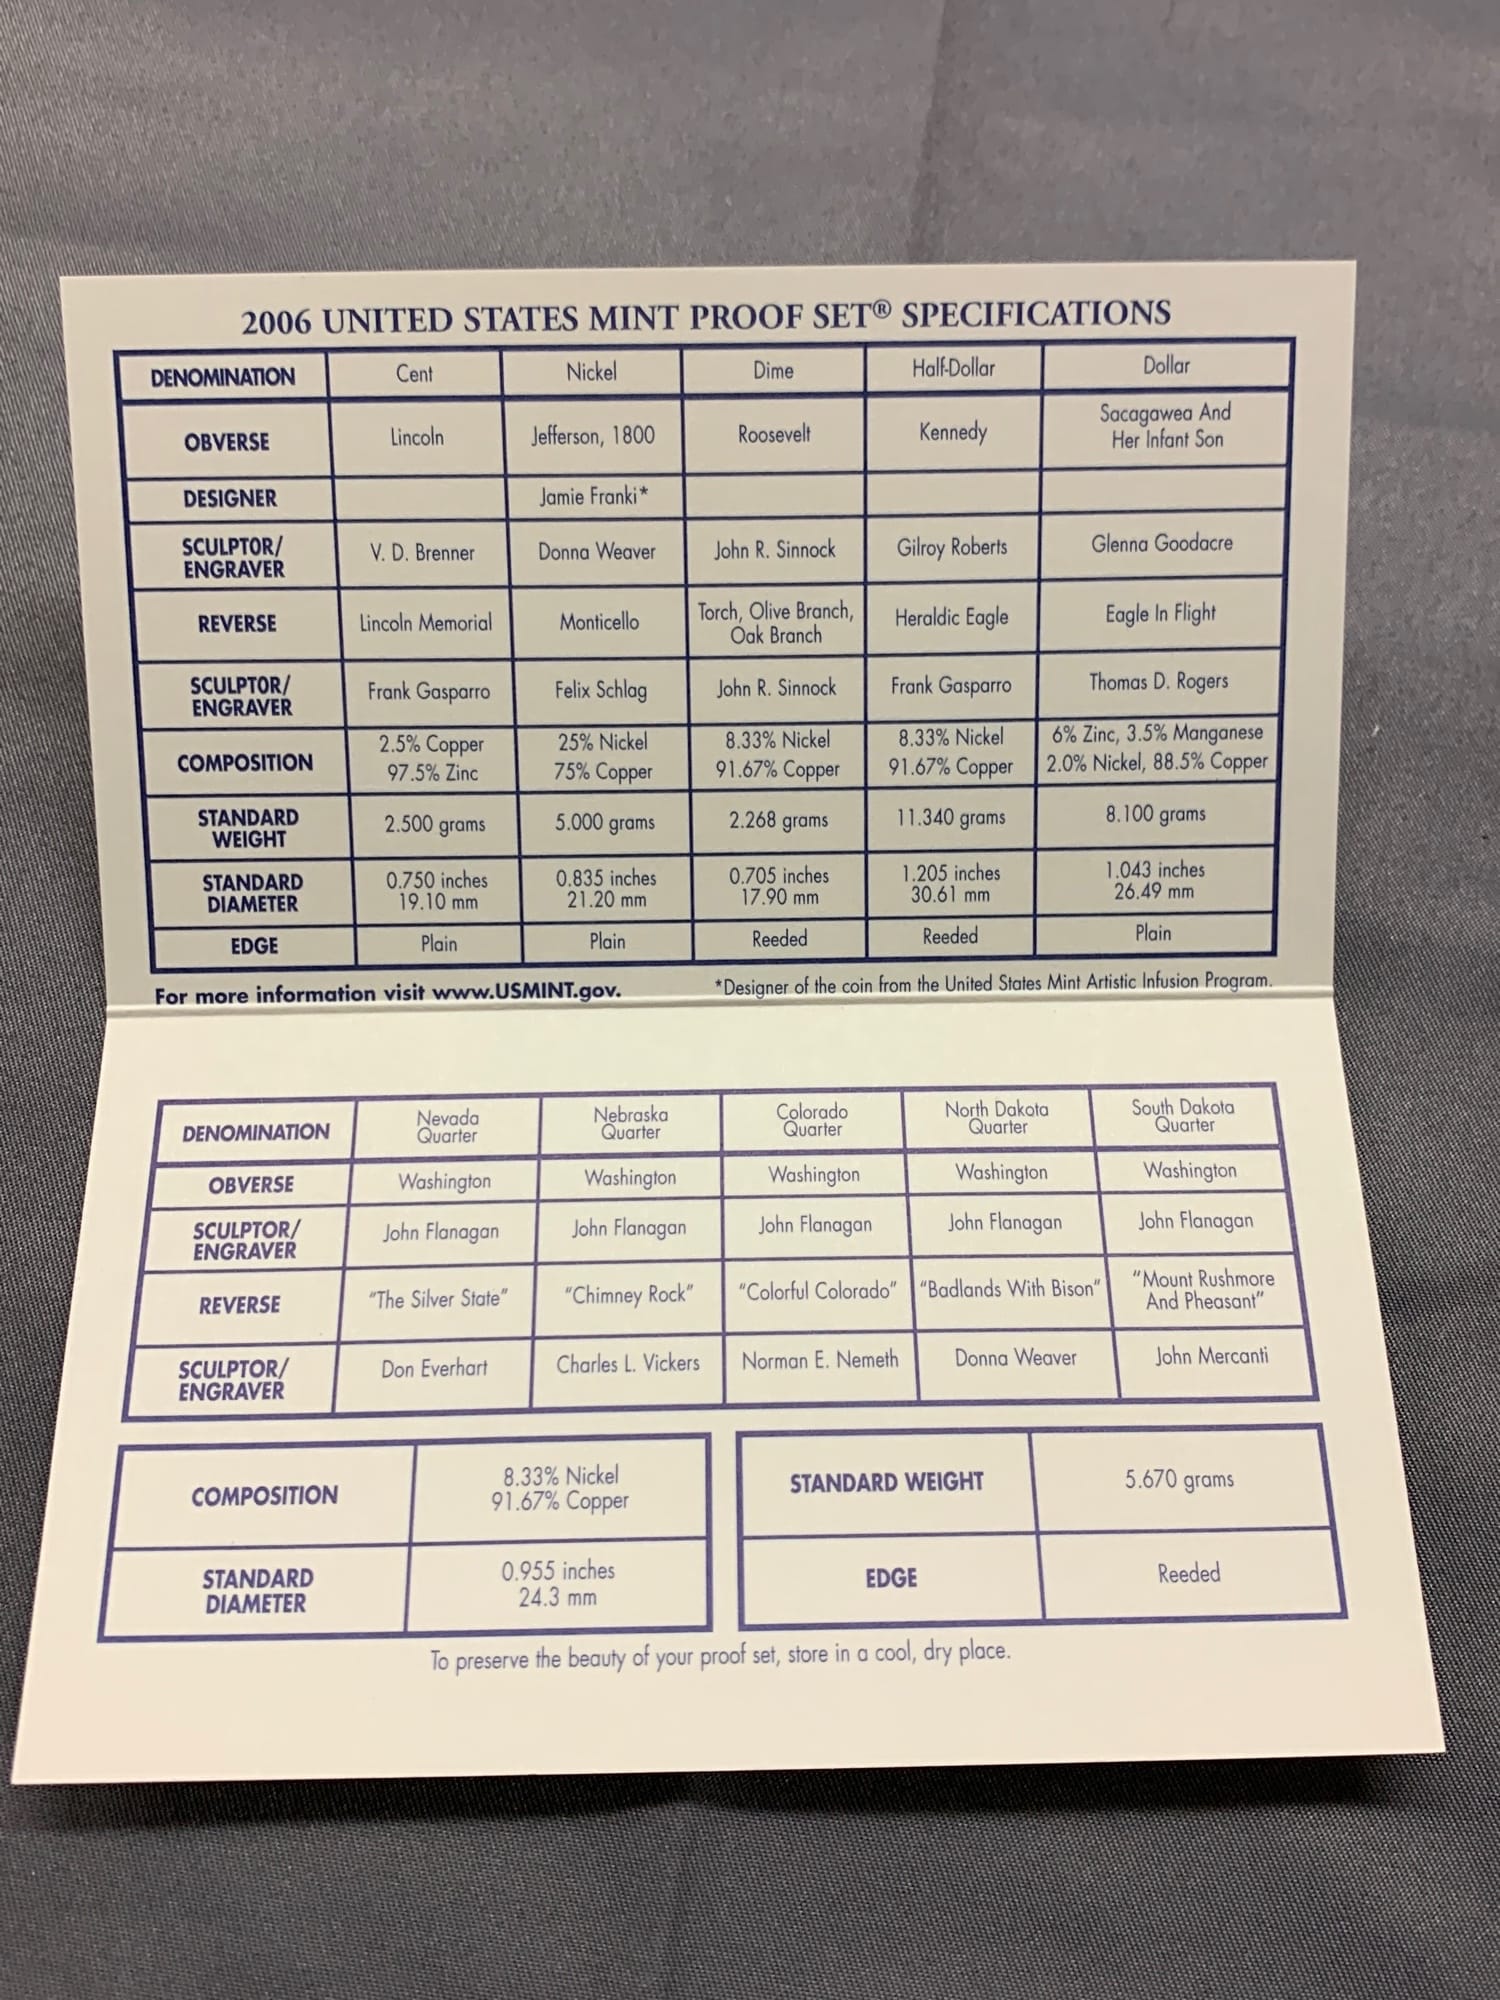 2006 UNITED STATES MINT PROOF SET® SPECIFICATIONS
DENOMINATION Cent Nickel Dime Half-Dollar Dollar
OBVERSE Lincoln Jefferson, 1800 Roosevelt Kennedy Sacagawea And
Her Infant Son
DESIGNER Jamie Franki*
SCULPTOR/
ENGRAVER V. D. Brenner Donna Weaver John R. Sinnock Gilroy Roberts Glenna Goodacre
REVERSE Lincoln Memorial Monticello Torch, Olive Branch,
Oak Branch Heraldic Eagle Eagle In Flight
SCULPTOR/
ENGRAVER Frank Gasparro Felix Schlag John R. Sinnock Frank Gasparro Thomas D. Rogers
COMPOSITION 2.5% Copper 25% Nickel 8.33% Nickel 8.33% Nickel 6% Zinc, 3.5% Manganese
97.5% Zinc 75% Copper 91.67% Copper 91.67% Copper 2.0% Nickel, 88.5% Copper
STANDARD
WEIGHT 2.500 grams 5.000 grams 2.268 grams 11.340 grams 8.100 grams
STANDARD 0.750 inches 0.835 inches 0.705 inches 1.205 inches 1.043 inches
DIAMETER 19.10 mm 21.20 mm 17.90 mm 30.61 mm 26.49 mm
EDGE Plain Plain Reeded Reeded Plain
For more information visit www.USMINT.gov. *Designer of the coin from the United States Mint Artistic Infusion Program.
DENOMINATION Nevada Nebraska Colorado North Dakota South Dakota
Quarter Quarter Quarter Quarter Quarter
OBVERSE Washington Washington Washington Washington Washington
SCULPTOR/
ENGRAVER John Flanagan John Flanagan John Flanagan John Flanagan John Flanagan
REVERSE "The Silver State" "Chimney Rock" "Colorful Colorado" "Badlands With Bison" "Mount Rushmore
And Pheasant"
SCULPTOR/
ENGRAVER Don Everhart Charles L. Vickers Norman E. Nemeth Donna Weaver John Mercanti
COMPOSITION 8.33% Nickel
91.67% Copper
STANDARD 0.955 inches
DIAMETER 24.3 mm
STANDARD WEIGHT 5.670 grams
EDGE Reeded
To preserve the beauty of your proof set, store in a cool, dry place.